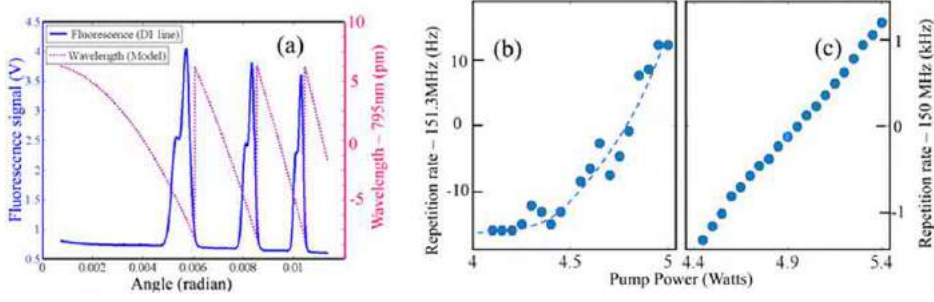 (a)
Fluorescence (D1 line)
Wavelength (Model)
Fluorescence signal (V)
4.5
4
3.5
3
2.5
2
1.5
1
0.5
0
0.002
0.004
0.006
0.008
0.01
Angle (radian)
10
5
0
-5
Wavelength – 795nm (pm)
(b)
Repetition rate – 151.3MHz (Hz)
10
0
-10
4
4.5
5
(c)
4.4
4.9
5.4
Pump Power (Watts)
1
0
-1
Repetition rate – 150 MHz (kHz)